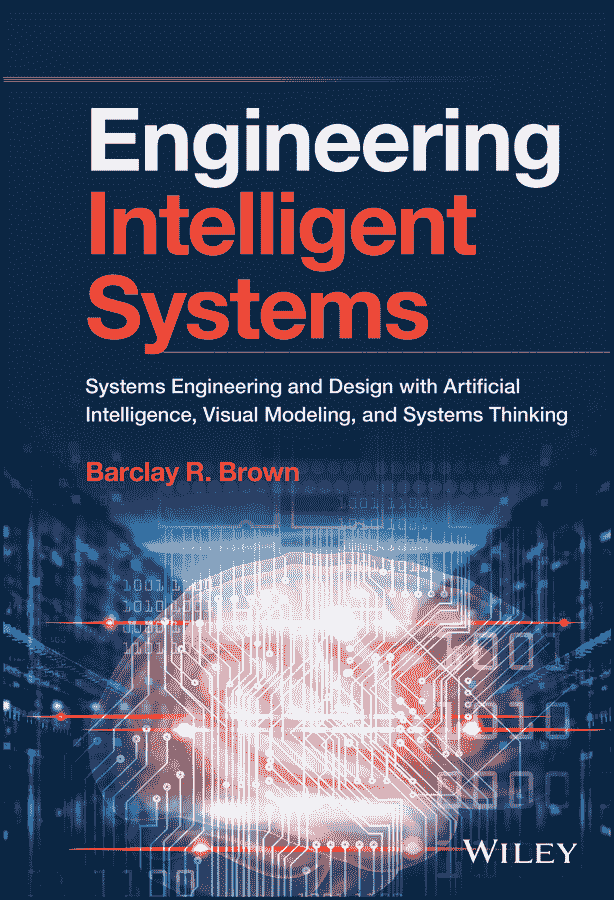 Engineering
Intelligent
Systems
Systems Engineering and Design with Artificial
Intelligence, Visual Modeling, and Systems Thinking
Barclay R. Brown
WILEY